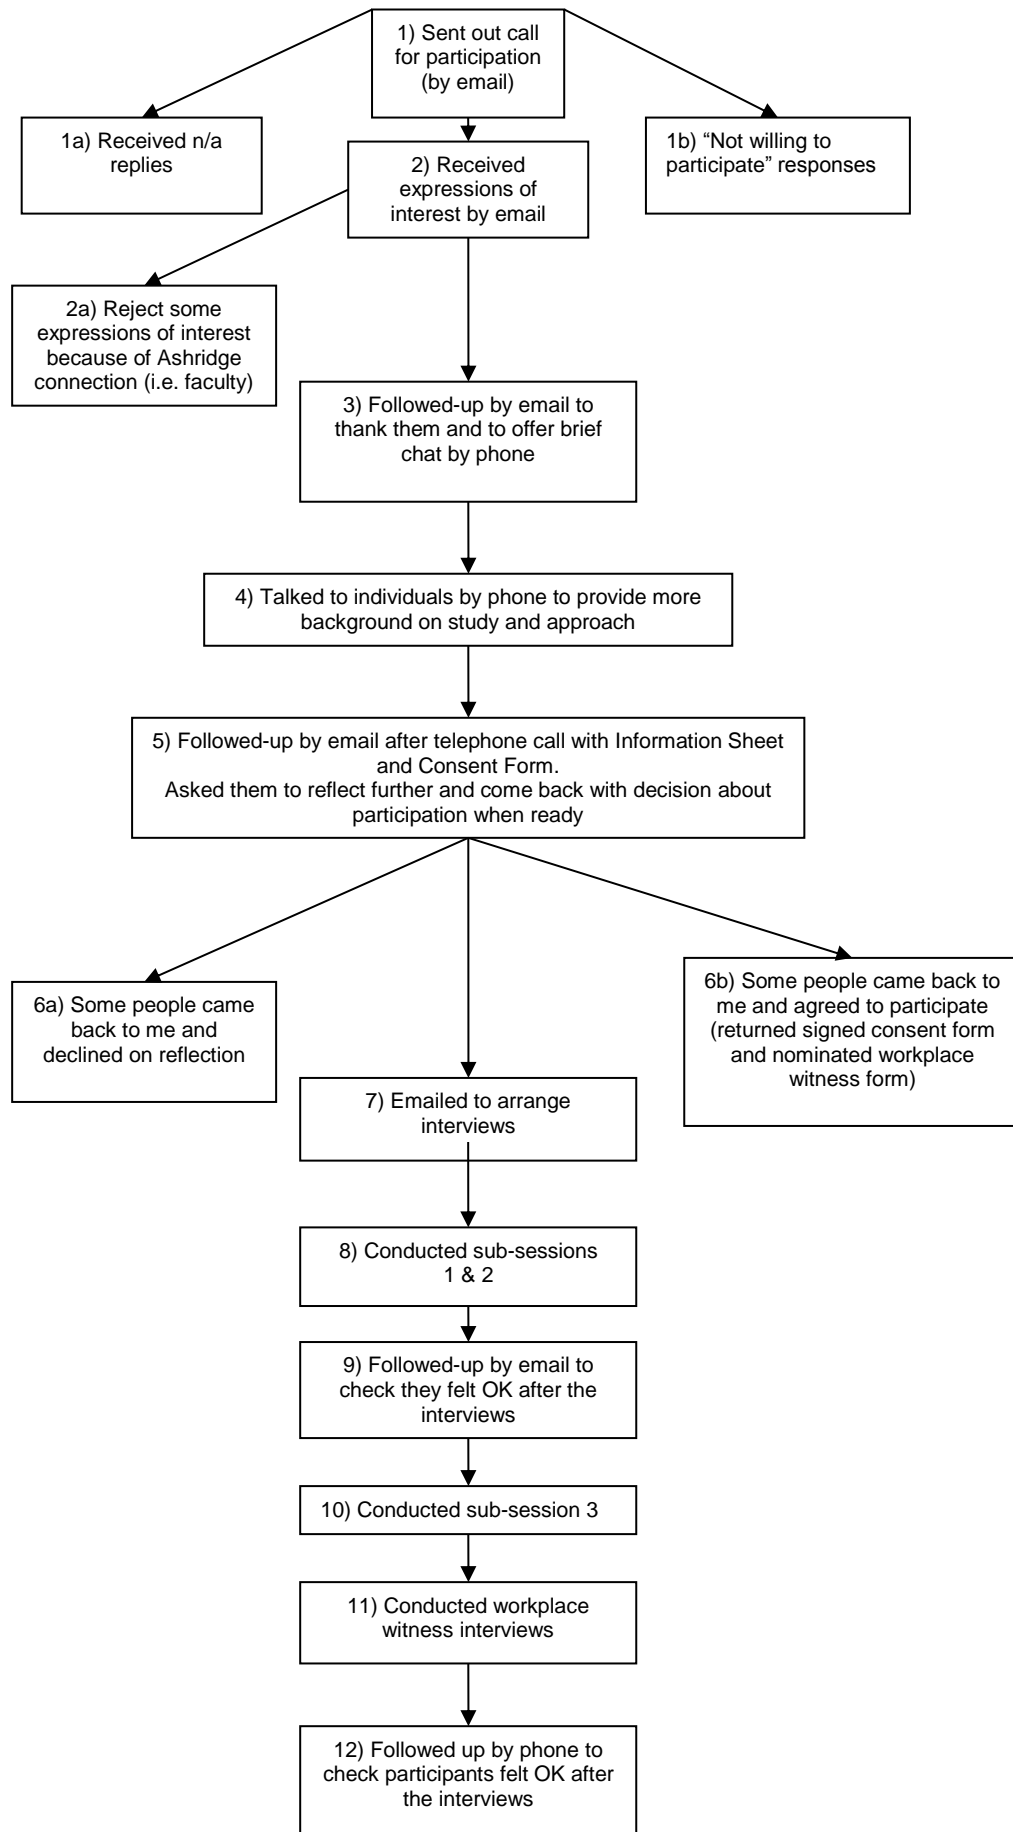 1) Sent out call
for participation
(by email)
1a) Received n/a
replies
1b) “Not willing to
participate” responses
2) Received
expressions of
interest by email
2a) Reject some
expressions of interest
because of Ashridge
connection (i.e. faculty)
3) Followed-up by email to
thank them and to offer brief
chat by phone
4) Talked to individuals by phone to provide more
background on study and approach
5) Followed-up by email after telephone call with Information Sheet
and Consent Form.
Asked them to reflect further and come back with decision about
participation when ready
6a) Some people came
back to me and
declined on reflection
6b) Some people came back to
me and agreed to participate
(returned signed consent form
and nominated workplace
witness form)
7) Emailed to arrange
interviews
8) Conducted sub-sessions
1 & 2
9) Followed-up by email to
check they felt OK after the
interviews
10) Conducted sub-session 3
11) Conducted workplace
witness interviews
12) Followed up by phone to
check participants felt OK after
the interviews